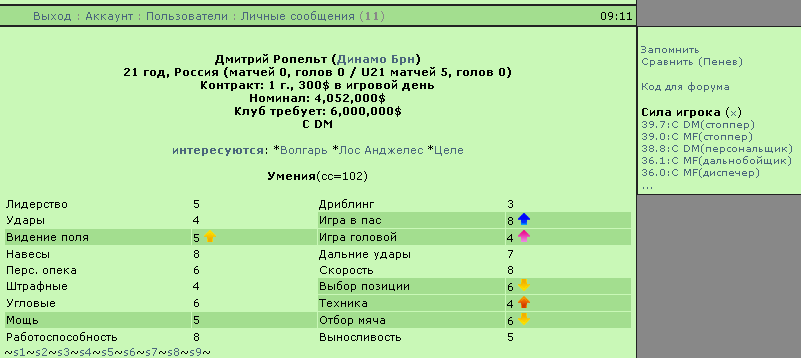 Выход : Аккаунт : Пользователи : Личные сообщения (11) 09:11
Дмитрий Ропельт (Динамо Брн)
21 год, Россия (матчей 0, голов 0 / U21 матчей 5, голов 0)
Контракт: 1 г., 300$ в игровой день
Номинал: 4,052,000$
Клуб требует: 6,000,000$
C DM
интересуются: *Волгарь *Лос Анджелес *Целе
Умения(сс=102)
Лидерство 5 Дриблинг 3
Удары 4 Игра в пас 8
Видение поля 5 Игра головой 4
Навесы 8 Дальние удары 7
Перс. опека 6 Скорость 8
Штрафные 4 Выбор позиции 6
Угловые 6 Техника 4
Мощь 5 Отбор мяча 6
Работоспособность 8 Выносливость 5
~s1~s2~s3~s4~s5~s6~s7~s8~s9~
Запомнить
Сравнить (Пенев)
Код для форума
Сила игрока (x)
39.7:C DM(стоппер)
39.0:C MF(стоппер)
38.8:C DM(персональщик)
36.1:C MF(дальнобойщик)
36.0:C MF(диспечер)
...